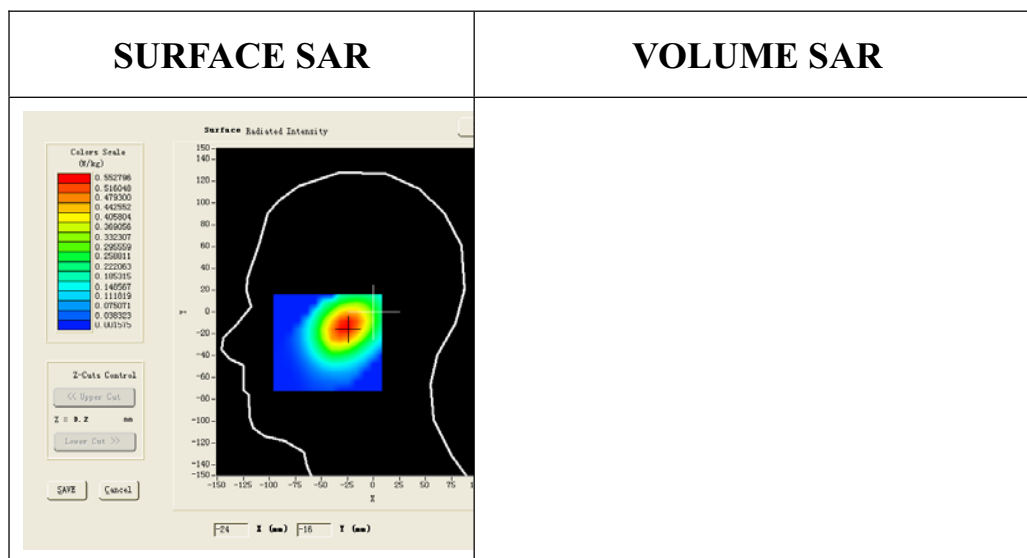 SURFACE SAR
VOLUME SAR
Surface Radiated Intensity
Colors Scale
(W/kg)
0.552796
0.516048
0.479300
0.442552
0.405804
0.369056
0.332307
0.295559
0.258811
0.222063
0.185315
0.148567
0.111819
0.075071
0.038323
0.001575
150
120
100
80
60
40
20
0
-20
-40
-60
-80
-100
-120
-140
-150
Y
-150 -125 -100 -75 -50 -25 0 25 50 75
X
Z-Cuts Control
<< Upper Cut
Z = 9.2 mm
Lower Cut >>
SAVE Cancel
-24 X (mm) -16 Y (mm)